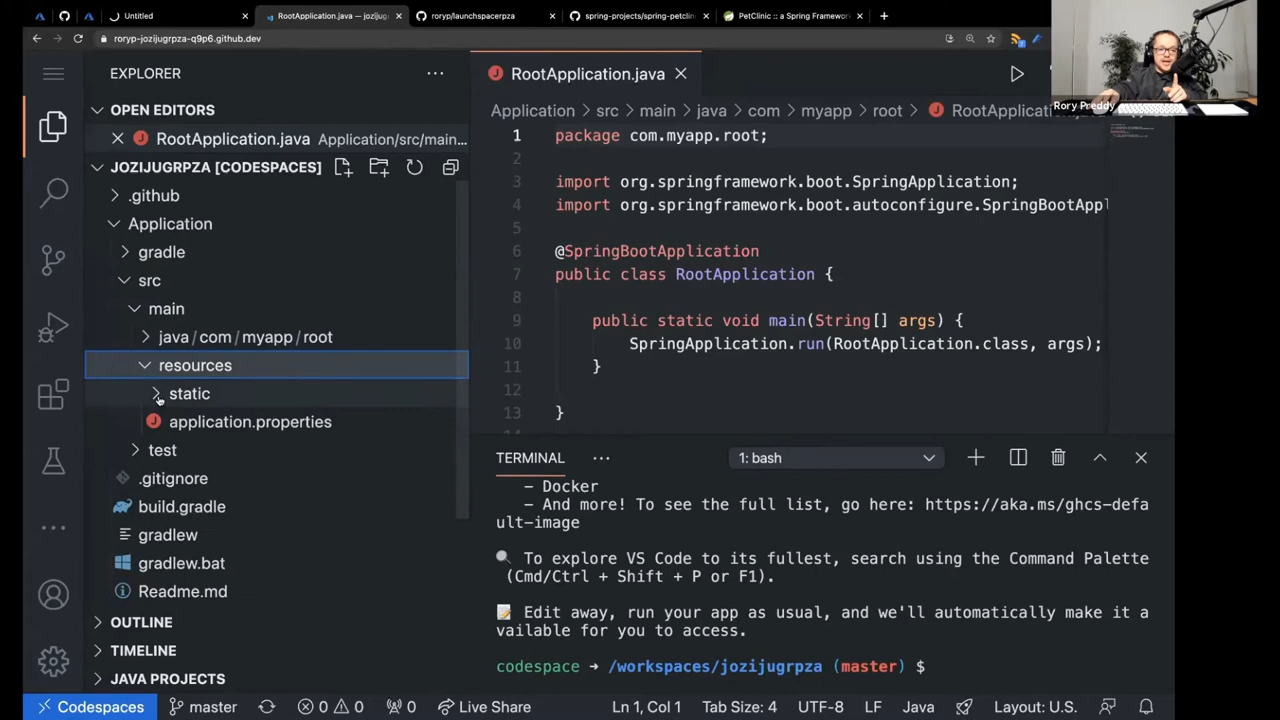 Untitled
RootApplication.java — jozijug
roryp/launchspacerpza
spring-projects/spring-petclini
PetClinic :: a Spring Framework
roryp-jozijugrpza-q9p6.github.dev
Rory Preddy
EXPLORER
OPEN EDITORS
RootApplication.java Application/src/main...
JOZIJUGRPZA [CODESPACES]
.github
Application
gradle
src
main
java / com / myapp / root
resources
static
application.properties
test
.gitignore
build.gradle
gradlew
gradlew.bat
Readme.md
OUTLINE
TIMELINE
JAVA PROJECTS
RootApplication.java
Application > src > main > java > com > myapp > root > RootApplication
1 package com.myapp.root;
2
3 import org.springframework.boot.SpringApplication;
4 import org.springframework.boot.autoconfigure.SpringBootAppl
5
6 @SpringBootApplication
7 public class RootApplication {
8
9 public static void main(String[] args) {
10 SpringApplication.run(RootApplication.class, args);
11 }
12
13 }
TERMINAL
1: bash
– Docker
– And more! To see the full list, go here: https://aka.ms/ghcs-defa
ult-image
To explore VS Code to its fullest, search using the Command Palette
(Cmd/Ctrl + Shift + P or F1).
Edit away, run your app as usual, and we'll automatically make it a
vailable for you to access.
codespace → /workspaces/jozijugrpza (master) $
Codespaces master 0 0 0 Live Share Ln 1, Col 1 Tab Size: 4 UTF-8 LF Java Layout: U.S.